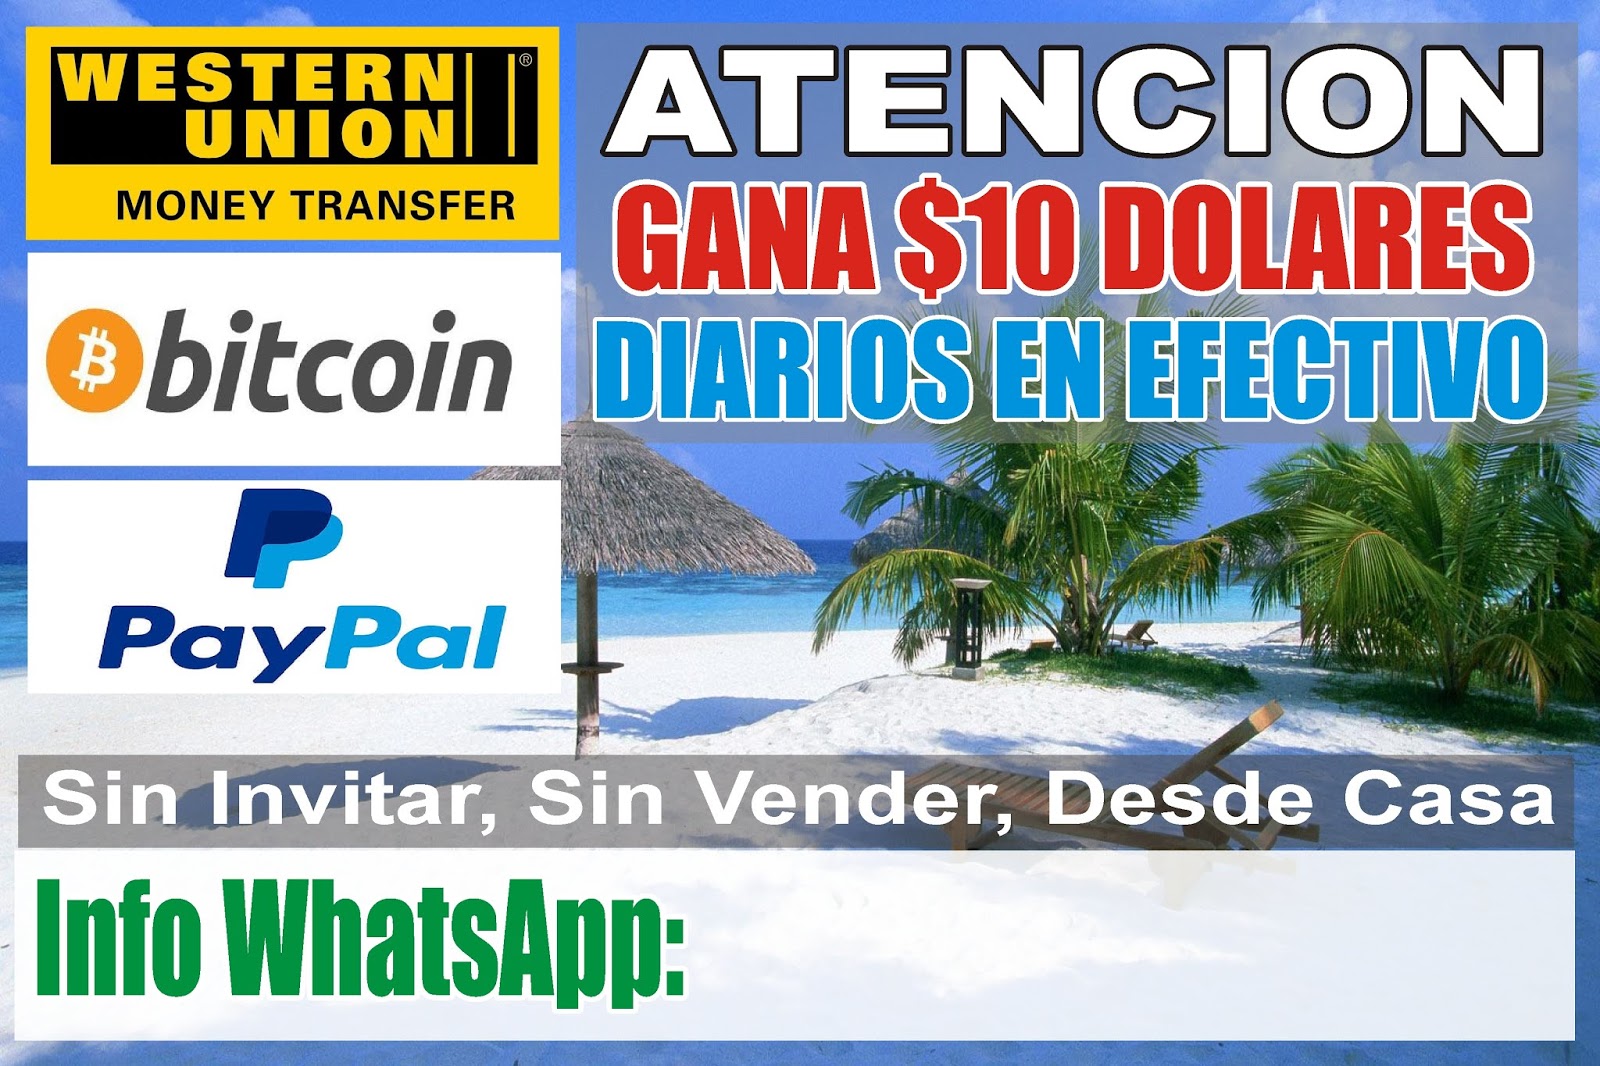 WESTERN
UNION ®
MONEY TRANSFER
bitcoin
PayPal
ATENCION
GANA $10 DOLARES
DIARIOS EN EFECTIVO
Sin Invitar, Sin Vender, Desde Casa
Info WhatsApp: